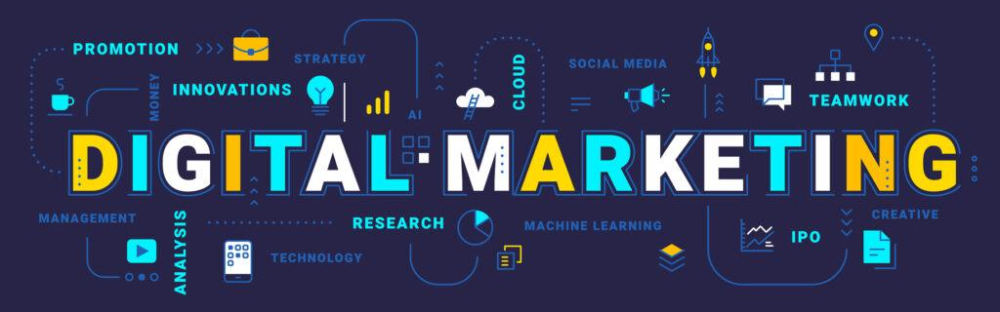 PROMOTION
STRATEGY
MONEY
INNOVATIONS
AI
CLOUD
SOCIAL MEDIA
TEAMWORK
DIGITAL MARKETING
MANAGEMENT
ANALYSIS
TECHNOLOGY
RESEARCH
MACHINE LEARNING
IPO
CREATIVE